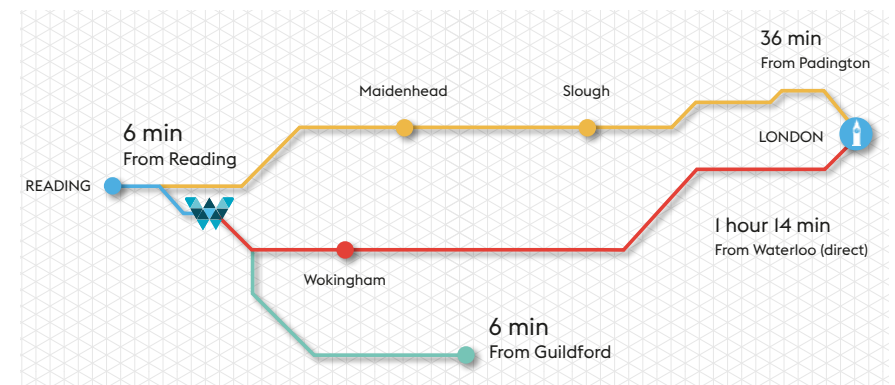 36 min
From Padington
Maidenhead
Slough
6 min
From Reading
LONDON
READING
1 hour 14 min
From Waterloo (direct)
Wokingham
6 min
From Guildford